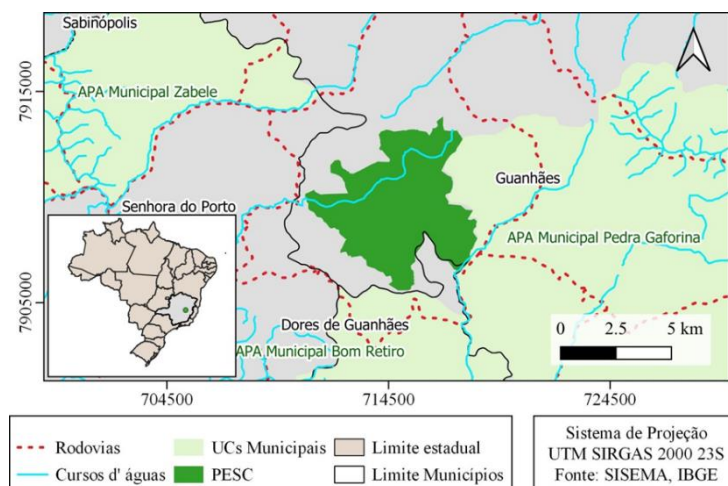 Sabinópolis
7915000
APA Municipal Zabele
Guanhães
Senhora do Porto
APA Municipal Pedra Gaforina
7905000
Dores de Guanhães
APA Municipal Bom Retiro
0 2.5 5 km
704500 714500 724500
Rodovias
UCs Municipais
Limite estadual
Cursos d' águas
PESC
Limite Municípios
Sistema de Projeção
UTM SIRGAS 2000 23S
Fonte: SISEMA, IBGE